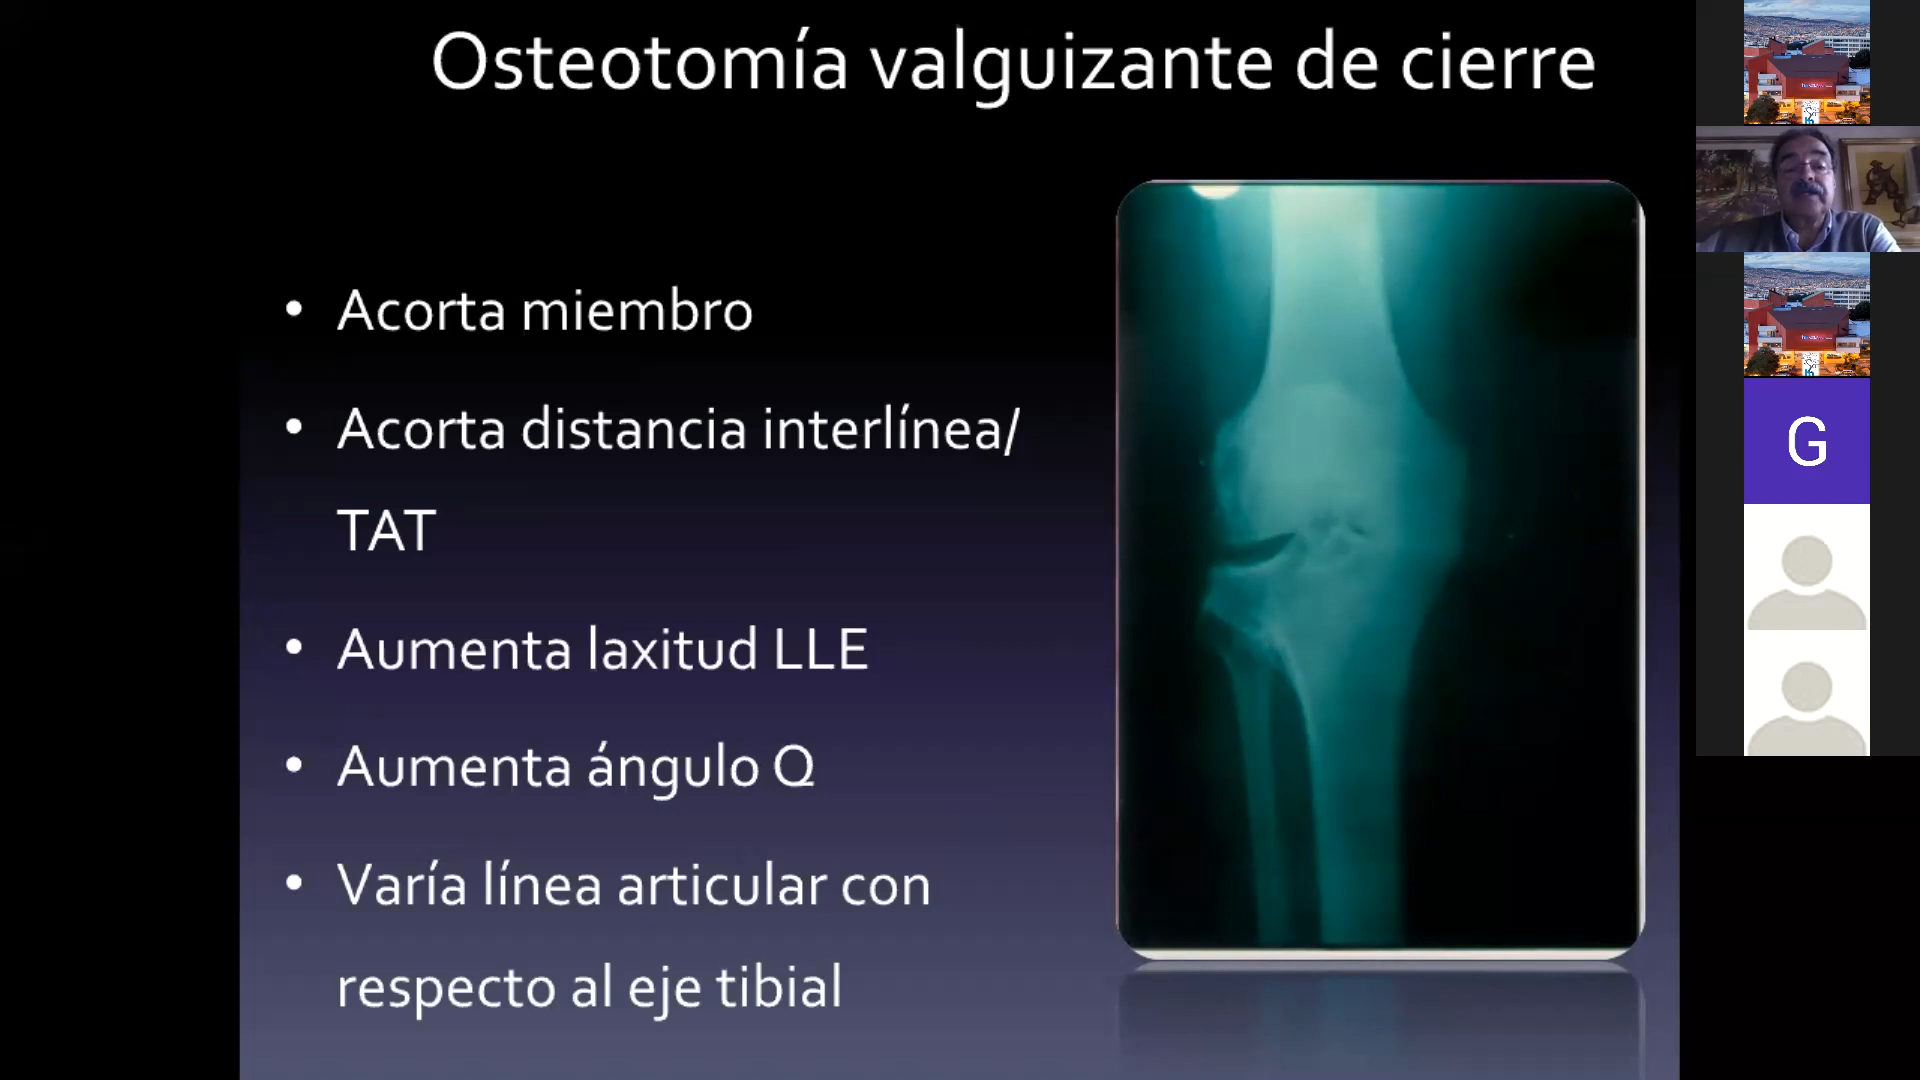 Osteotomía valguizante de cierre
• Acorta miembro
• Acorta distancia interlínea/
TAT
• Aumenta laxitud LLE
• Aumenta ángulo Q
• Varía línea articular con
respecto al eje tibial
G